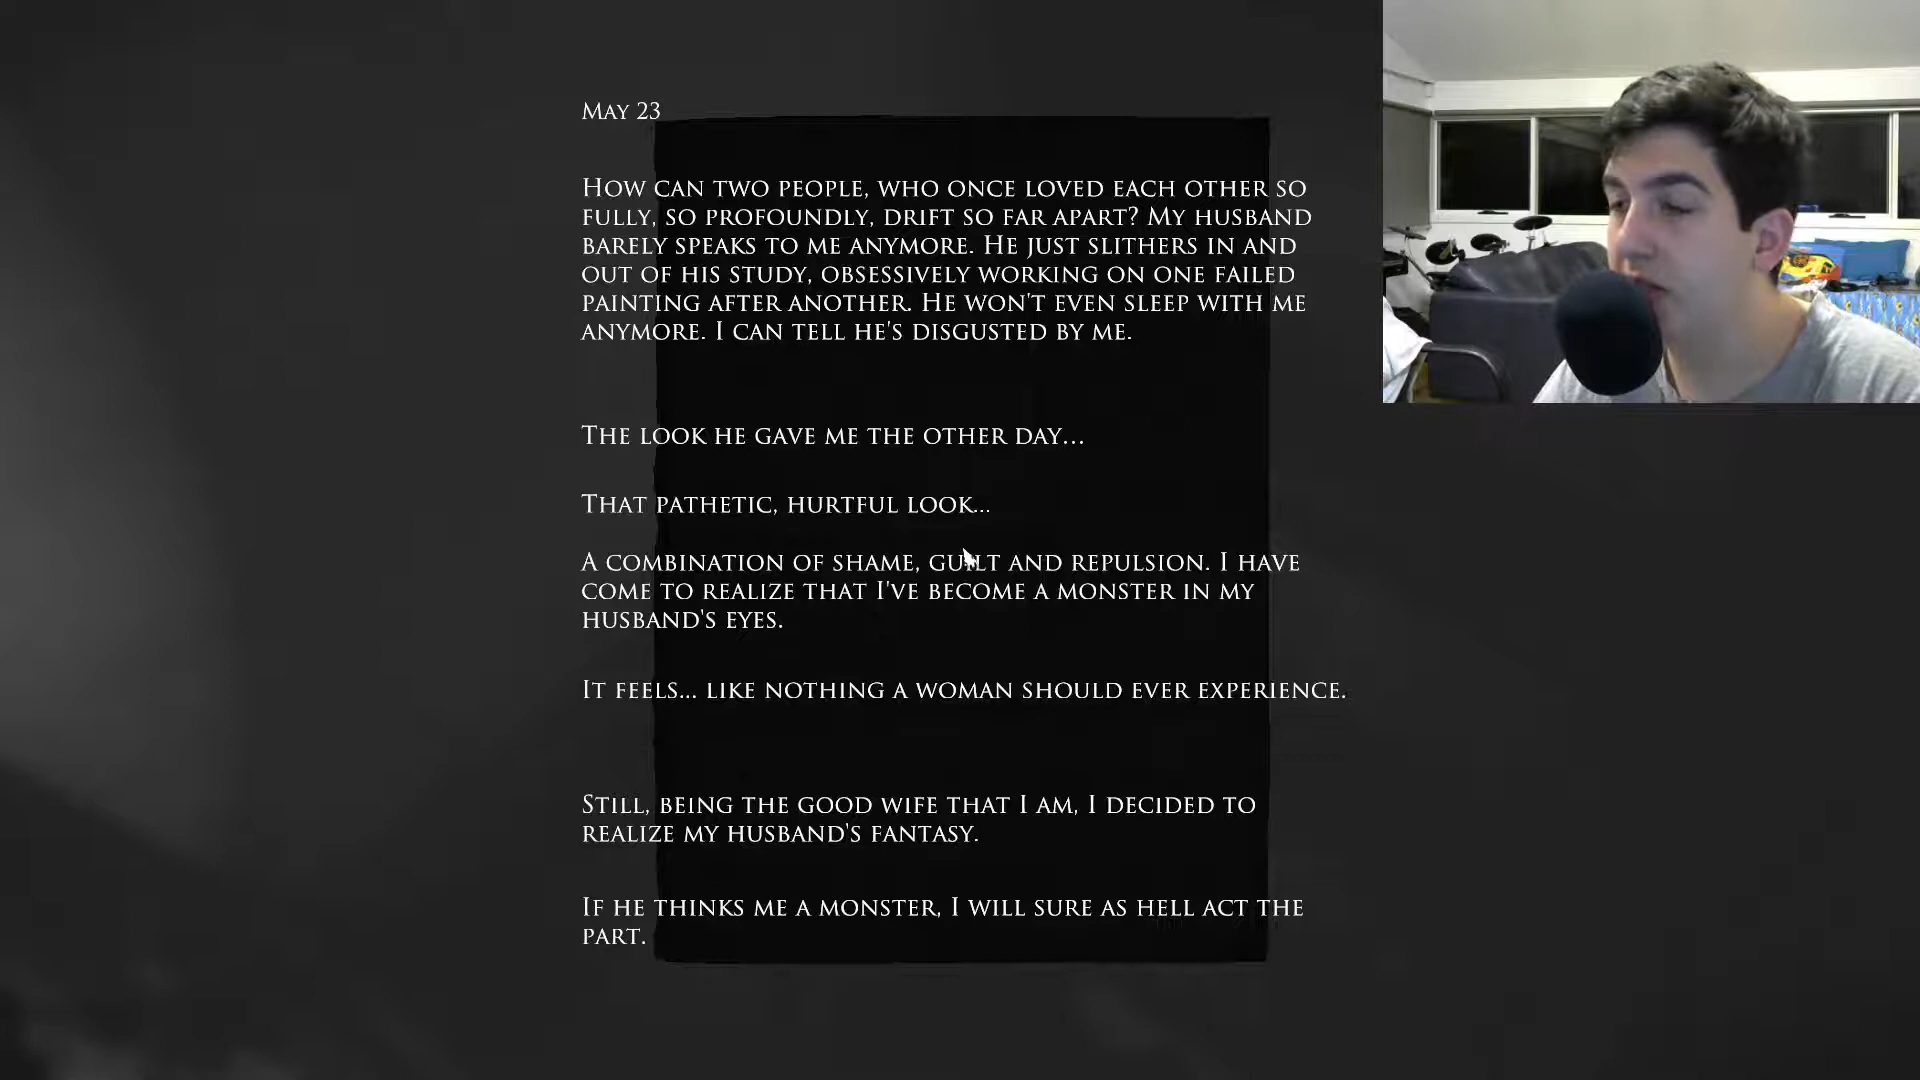 May 23
How can two people, who once loved each other so
fully, so profoundly, drift so far apart? My husband
barely speaks to me anymore. He just slithers in and
out of his study, obsessively working on one failed
painting after another. He won't even sleep with me
anymore. I can tell he's disgusted by me.
The look he gave me the other day...
That pathetic, hurtful look...
A combination of shame, guilt and repulsion. I have
come to realize that I've become a monster in my
husband's eyes.
It feels... like nothing a woman should ever experience.
Still, being the good wife that I am, I decided to
realize my husband's fantasy.
If he thinks me a monster, I will sure as hell act the
part.